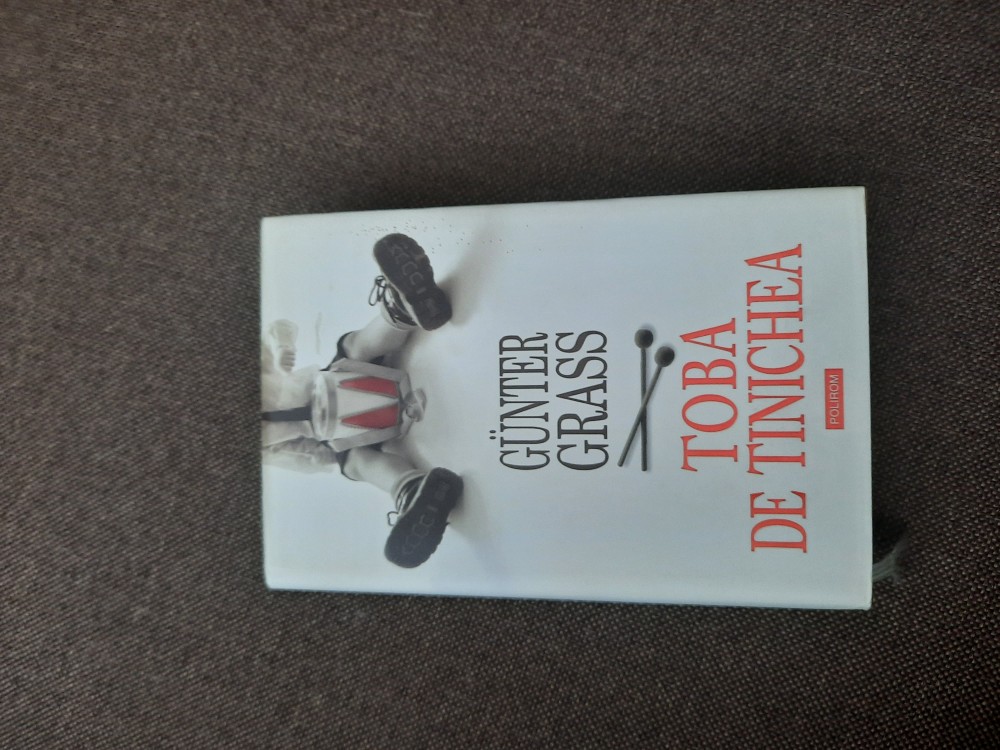 GÜNTER
GRASS
TOBA
DE TINICHEA
POLIROM